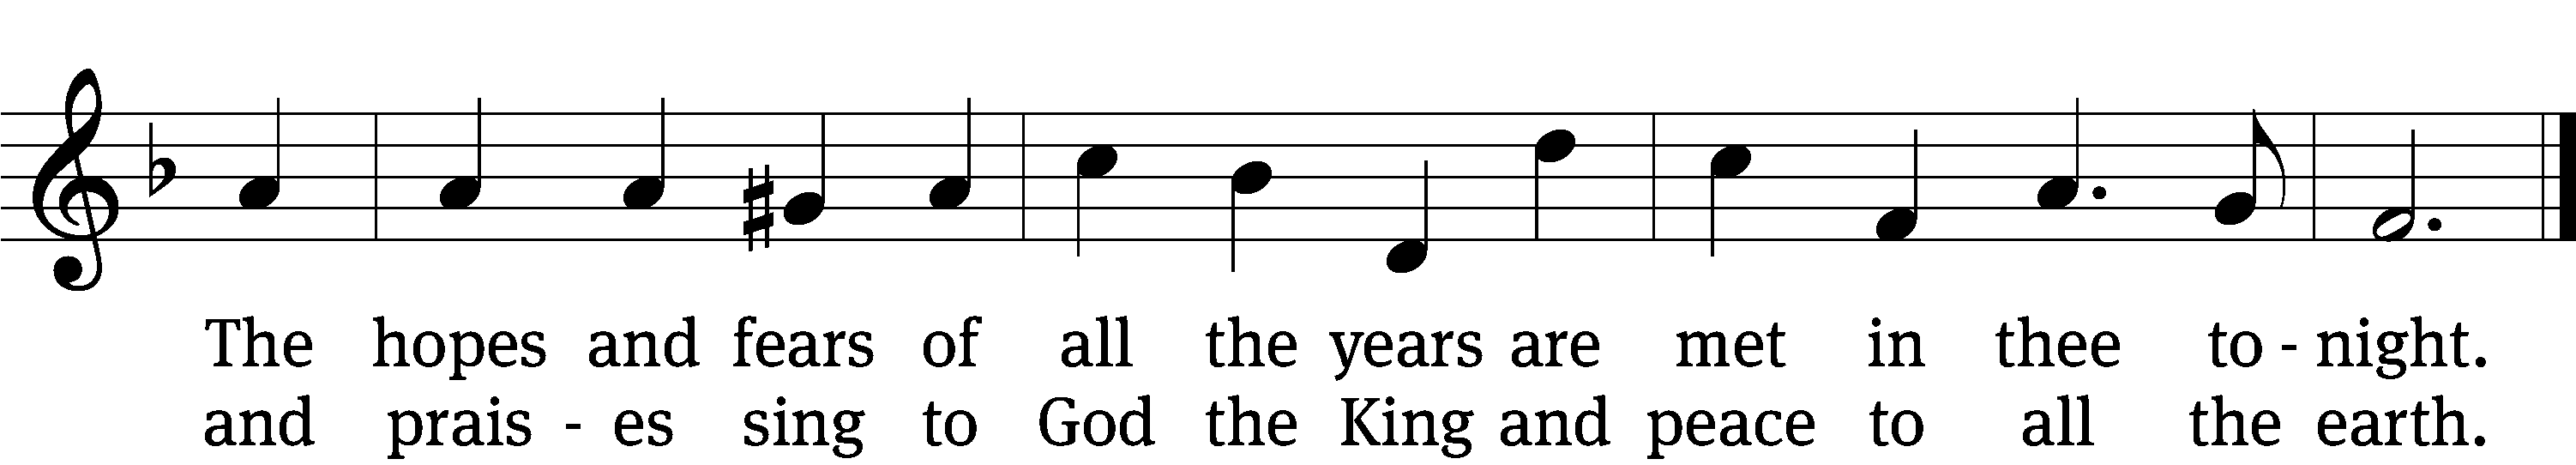 The hopes and fears of all the years are met in thee to - night.
and prais - es sing to God the King and peace to all the earth.